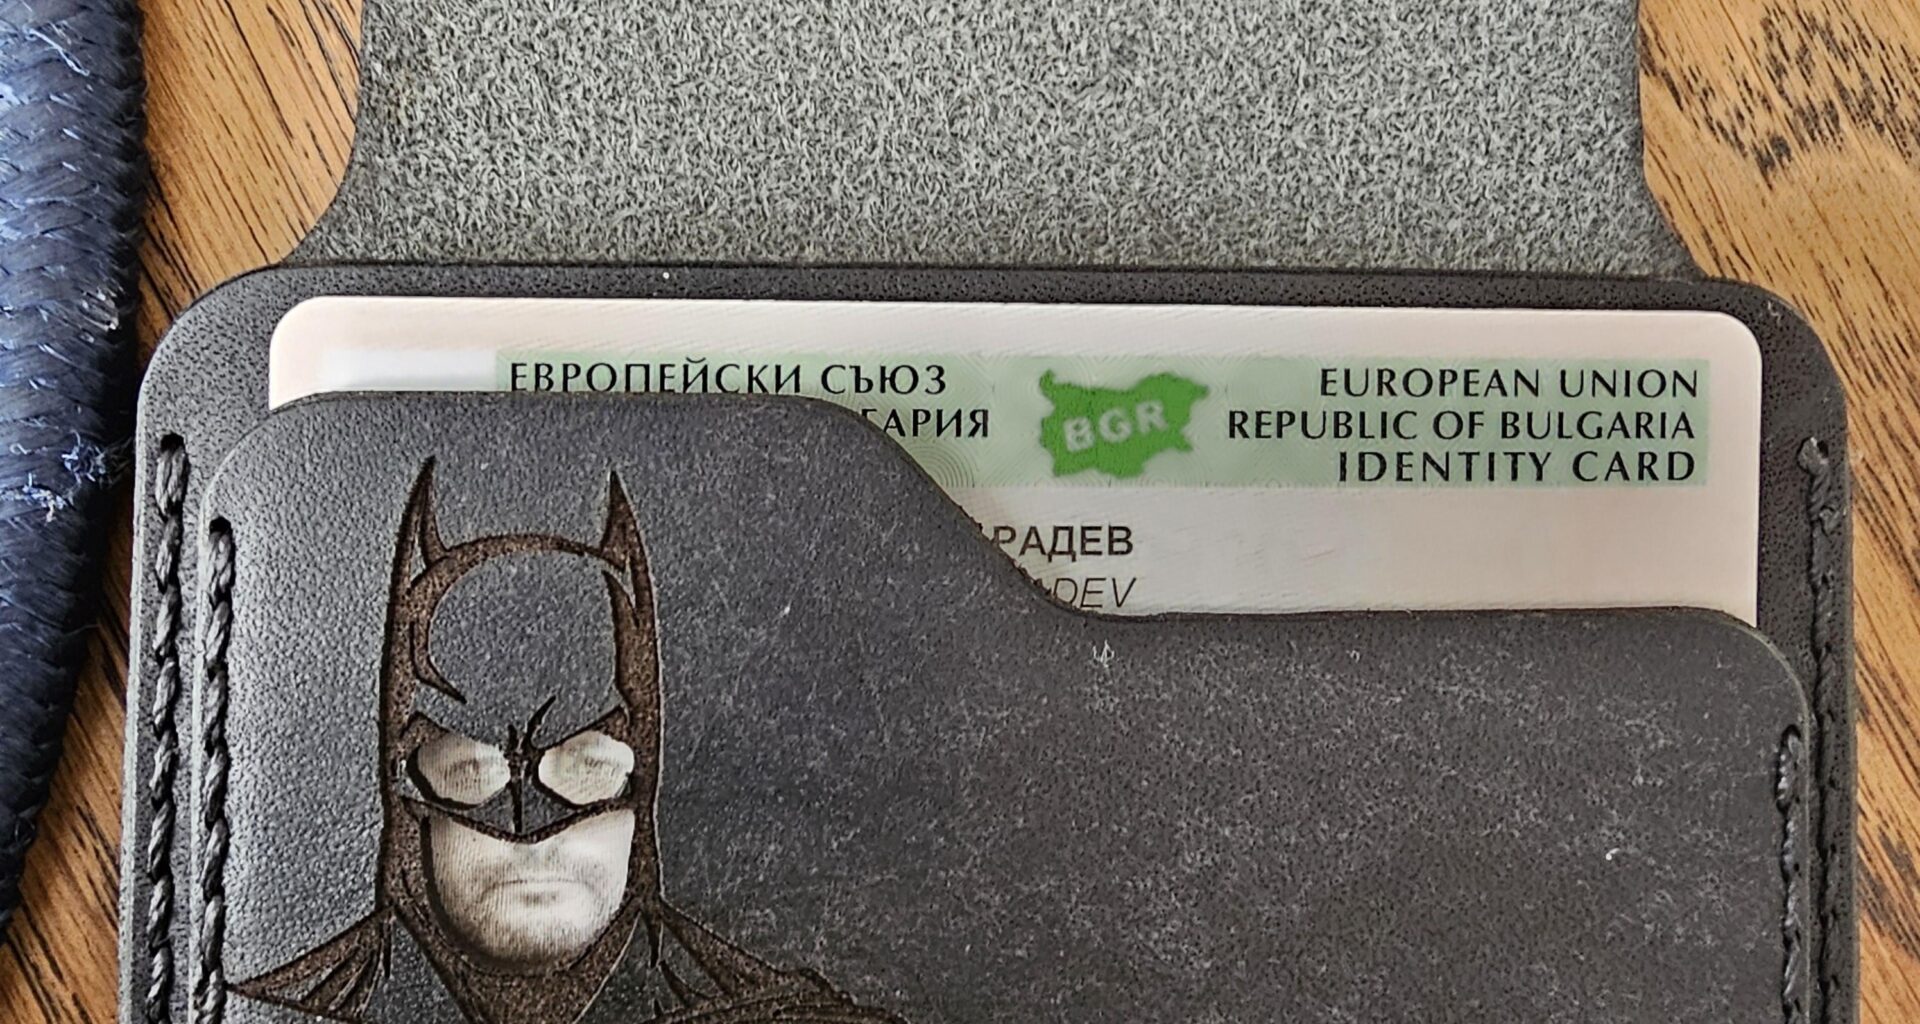 ЕВРОПЕЙСКИ СЪЮЗ
BGR
EUROPEAN UNION
REPUBLIC OF BULGARIA
IDENTITY CARD